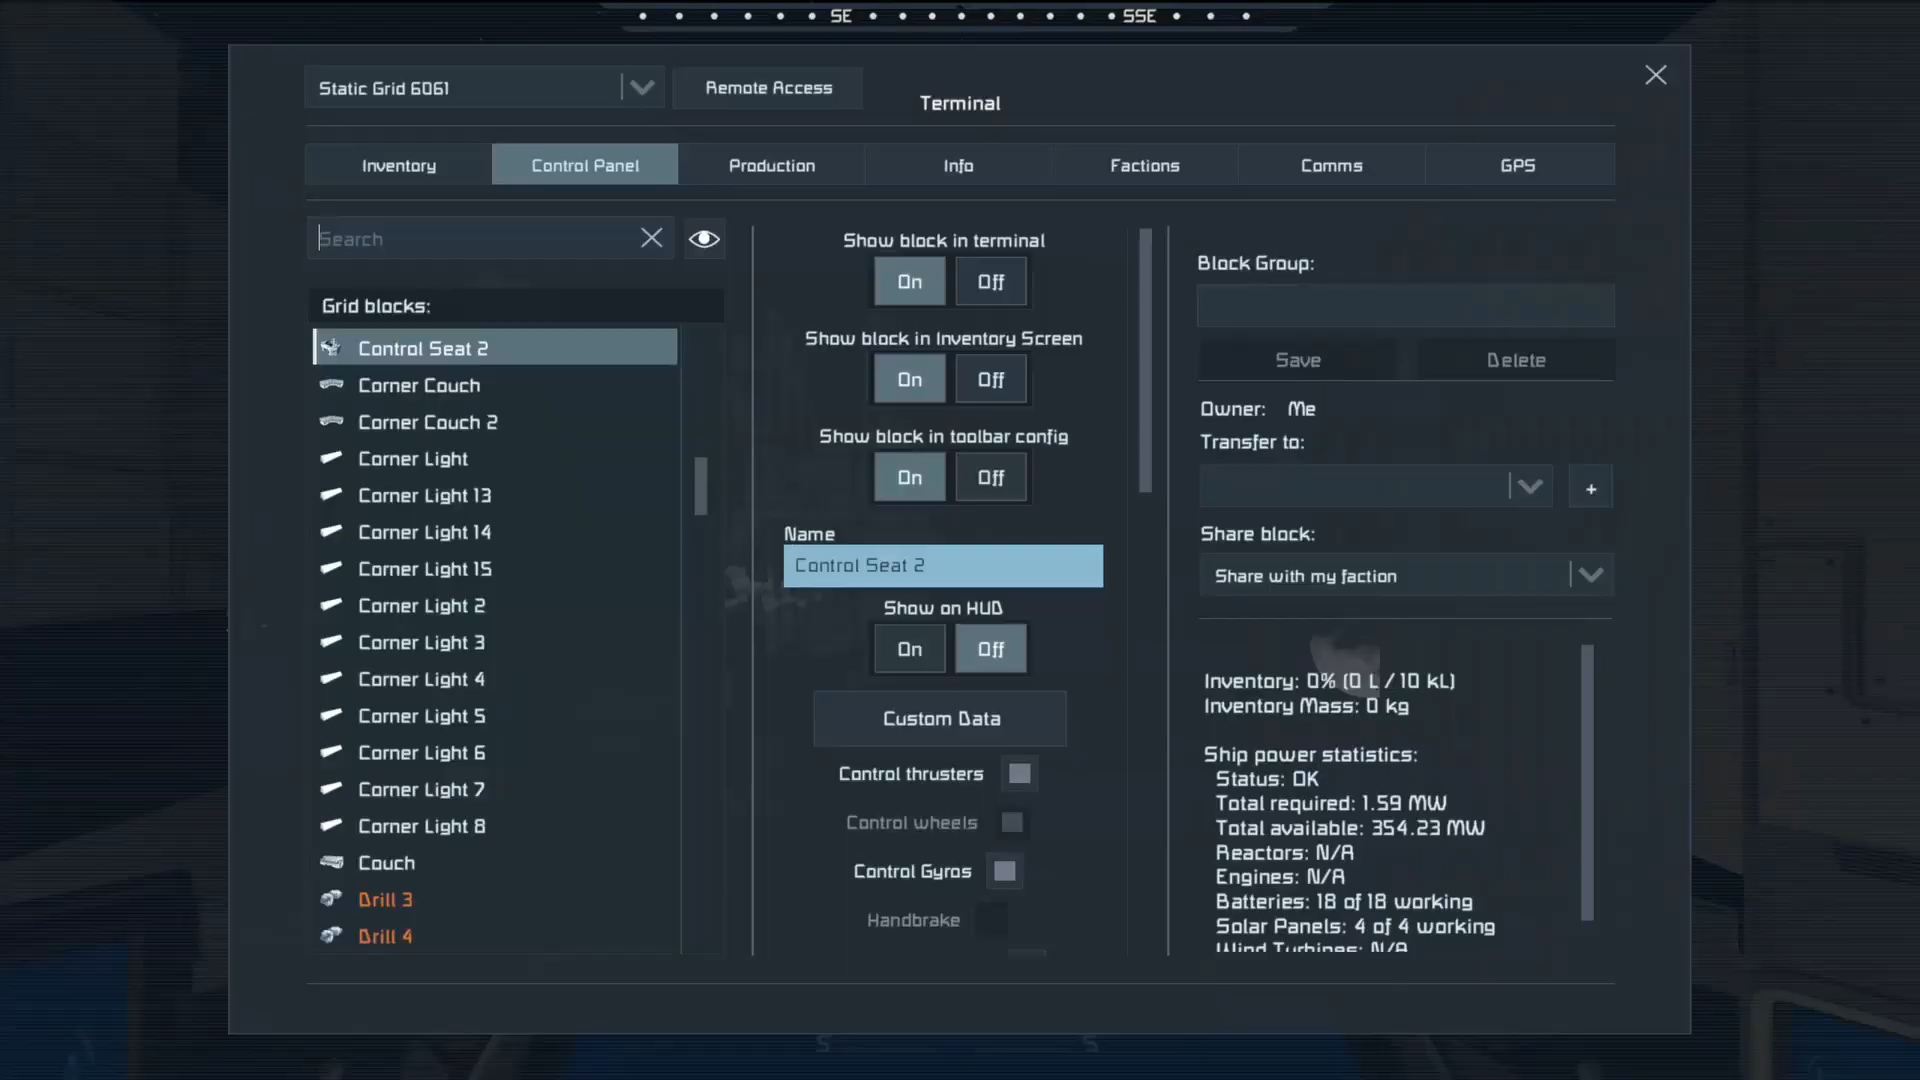 SE
SSE
Static Grid 6061
Remote Access
Terminal
Inventory
Control Panel
Production
Info
Factions
Comms
GPS
Search
Grid blocks:
Control Seat 2
Corner Couch
Corner Couch 2
Corner Light
Corner Light 13
Corner Light 14
Corner Light 15
Corner Light 2
Corner Light 3
Corner Light 4
Corner Light 5
Corner Light 6
Corner Light 7
Corner Light 8
Couch
Drill 3
Drill 4
Show block in terminal
On Off
Show block in Inventory Screen
On Off
Show block in toolbar config
On Off
Name
Control Seat 2
Show on HUD
On Off
Custom Data
Control thrusters
Control wheels
Control Gyros
Handbrake
Block Group:
Save Delete
Owner: Me
Transfer to:
+
Share block:
Share with my faction
Inventory: 0% (0 L / 10 kL)
Inventory Mass: 0 kg
Ship power statistics:
Status: OK
Total required: 1.59 MW
Total available: 354.23 MW
Reactors: N/A
Engines: N/A
Batteries: 18 of 18 working
Solar Panels: 4 of 4 working
Wind Turbines: N/A
S S